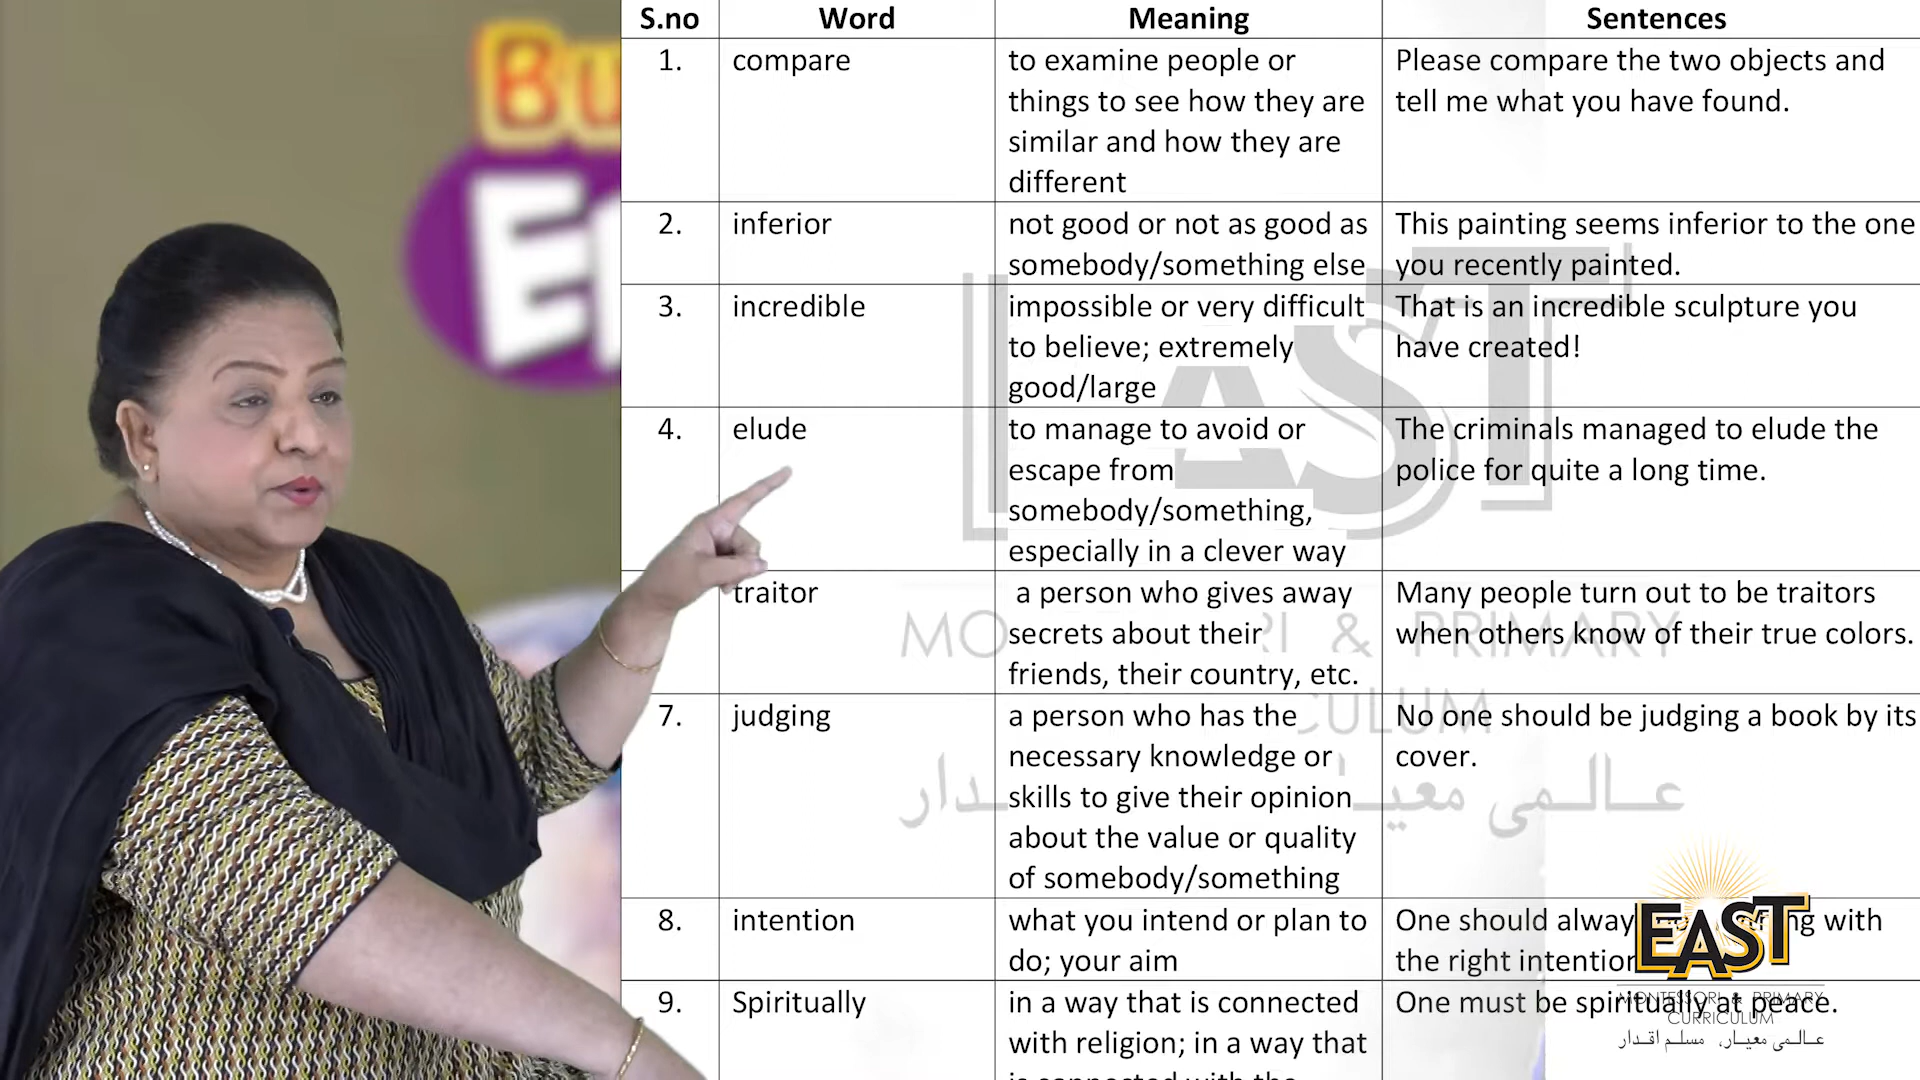 Bu
S.no Word Meaning Sentences
1. compare to examine people or Please compare the two objects and
things to see how they are tell me what you have found.
similar and how they are
different
2. inferior not good or not as good as This painting seems inferior to the one
somebody/something else you recently painted.
3. incredible impossible or very difficult That is an incredible sculpture you
to believe; extremely have created!
good/large
4. elude to manage to avoid or The criminals managed to elude the
escape from police for quite a long time.
somebody/something,
especially in a clever way
traitor a person who gives away Many people turn out to be traitors
secrets about their when others know of their true colors.
friends, their country, etc.
7. judging a person who has the No one should be judging a book by its
necessary knowledge or cover.
skills to give their opinion
about the value or quality
of somebody/something
8. intention what you intend or plan to One should with
do; your aim the right intention
9. Spiritually in a way that is connected One must be spiritually at peace.
with religion; in a way that
EAST
MONTESSORI & PRIMARY
CURRICULUM
عالمی معیار، مسلم اقدار